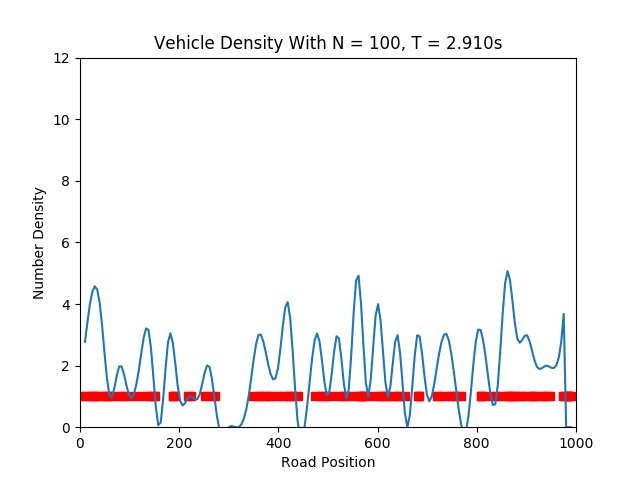 Vehicle Density With N = 100, T = 2.910s
12
10
8
6
4
2
0
Number Density
0 200 400 600 800 1000
Road Position